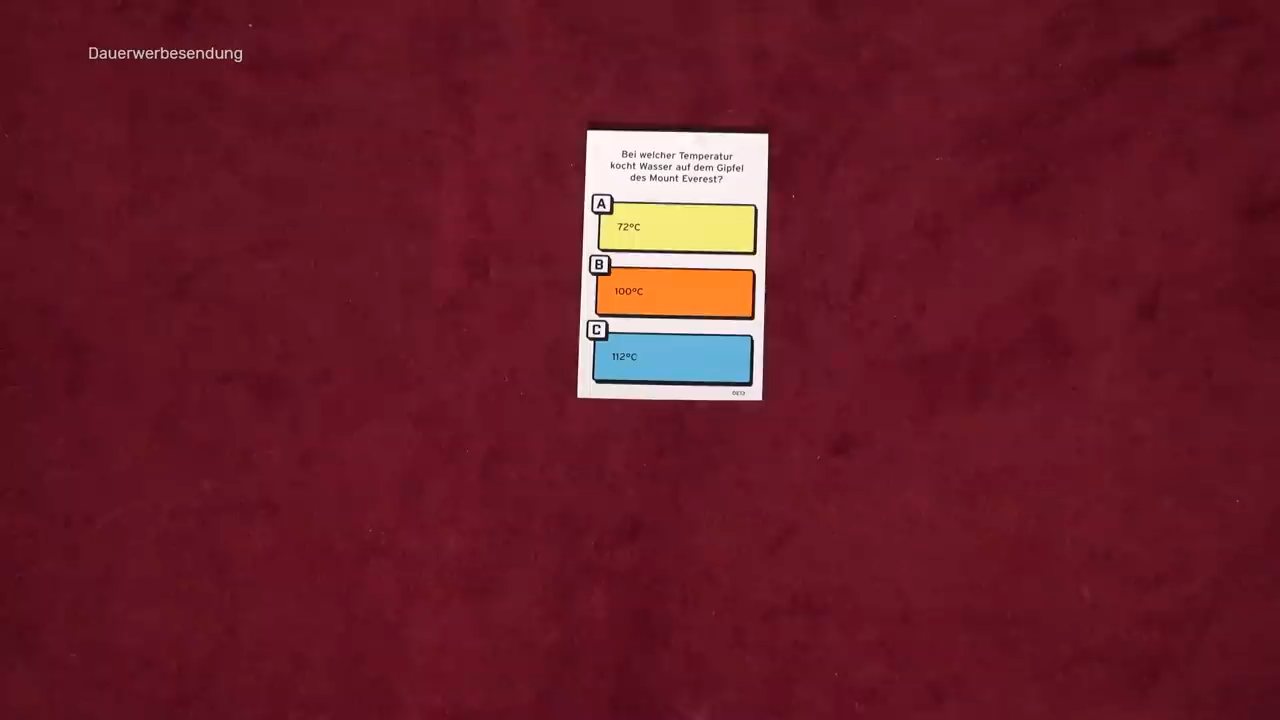 Dauerwerbesendung
Bei welcher Temperatur
kocht Wasser auf dem Gipfel
des Mount Everest?
A
72°C
B
100°C
C
112°C